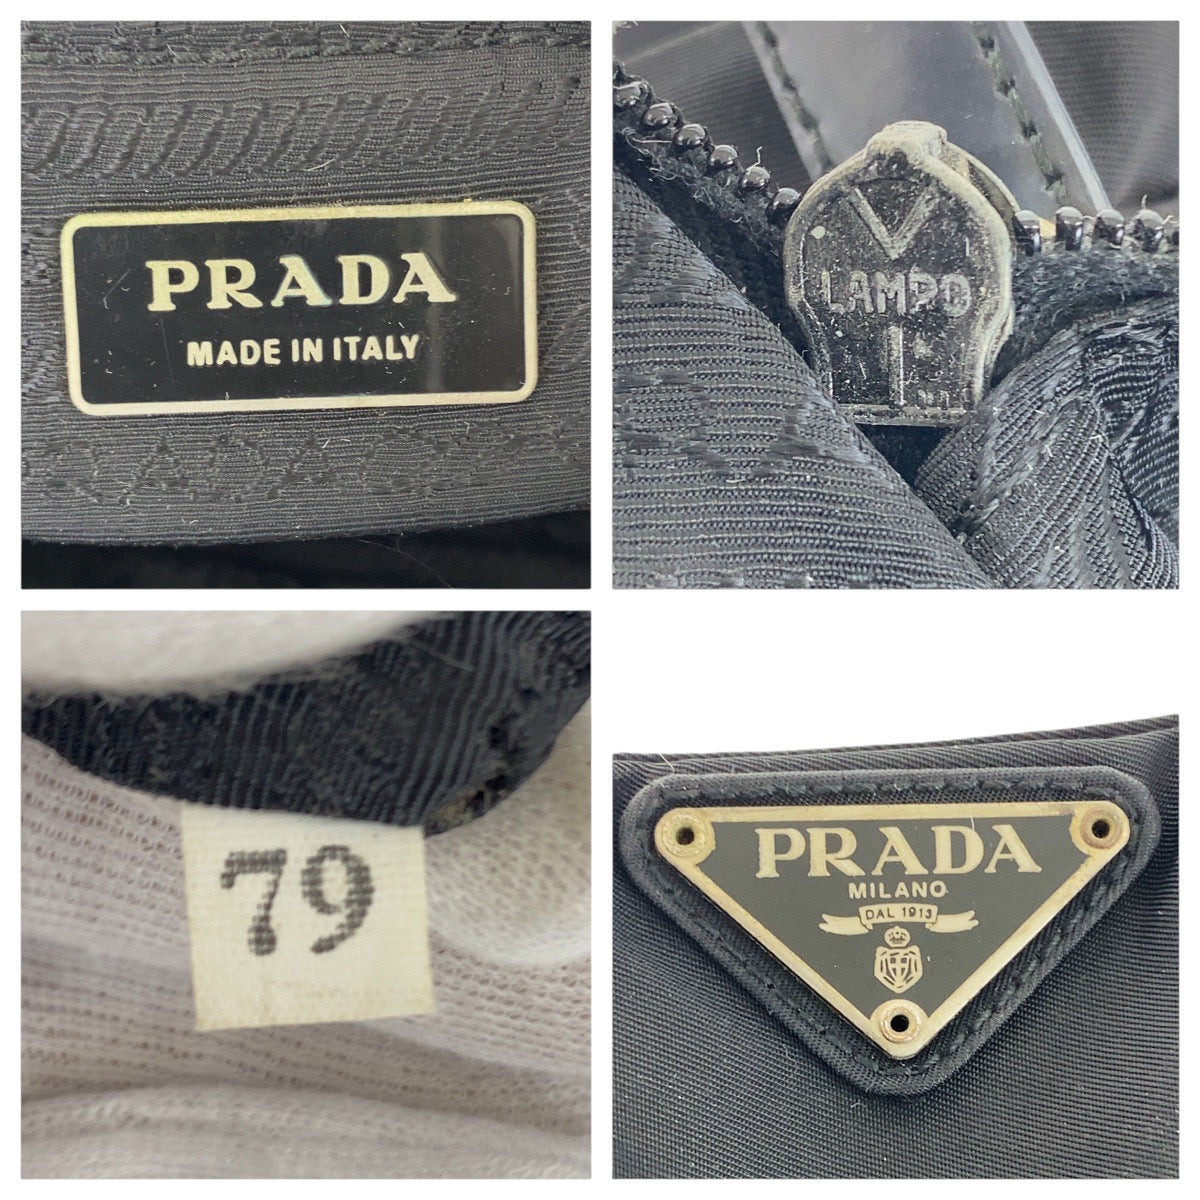 PRADA
MADE IN ITALY
LAMPO
79
PRADA
MILANO
DAL 1913